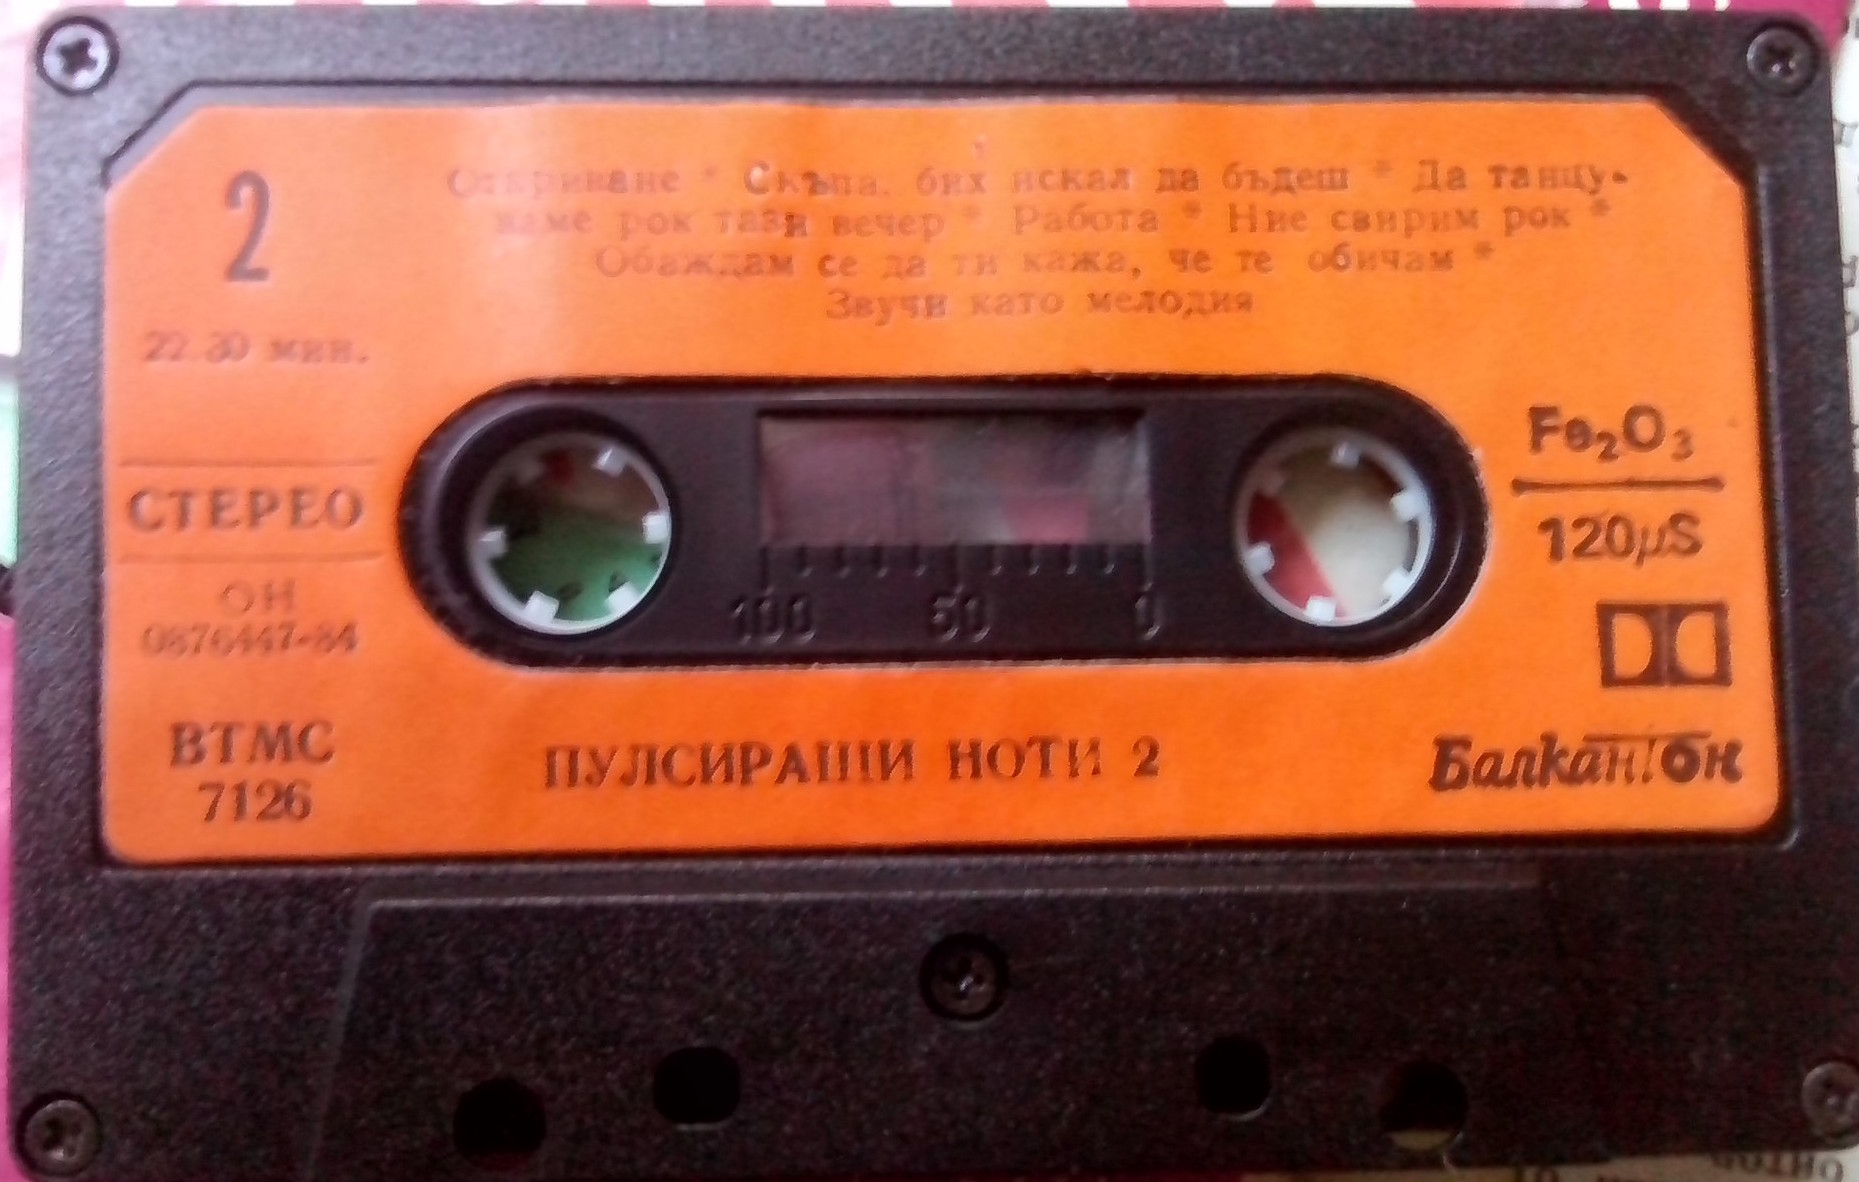 2
Откриване * Скъпа, бих искал да бъдеш * Да танцу-
ваме рок тази вечер * Работа * Ние свирим рок *
Обаждам се да ти кажа, че те обичам *
Звучи като мелодия
22.30 мин.
СТЕРЕО
ОН
0876447-84
ВТМС
7126
100 50 0
Fe₂O₃
120µS
ПУЛСИРАЩИ НОТИ 2
Балкантон